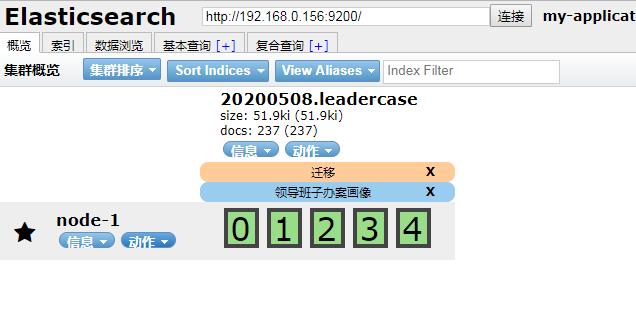 Elasticsearch http://192.168.0.156:9200/ 连接 my-applicat
概览 索引 数据浏览 基本查询 [+] 复合查询 [+]
集群概览 集群排序 Sort Indices View Aliases Index Filter
20200508.leadercase
size: 51.9ki (51.9ki)
docs: 237 (237)
信息 动作
迁移 X
领导班子办案画像 X
★ node-1 0 1 2 3 4
信息 动作